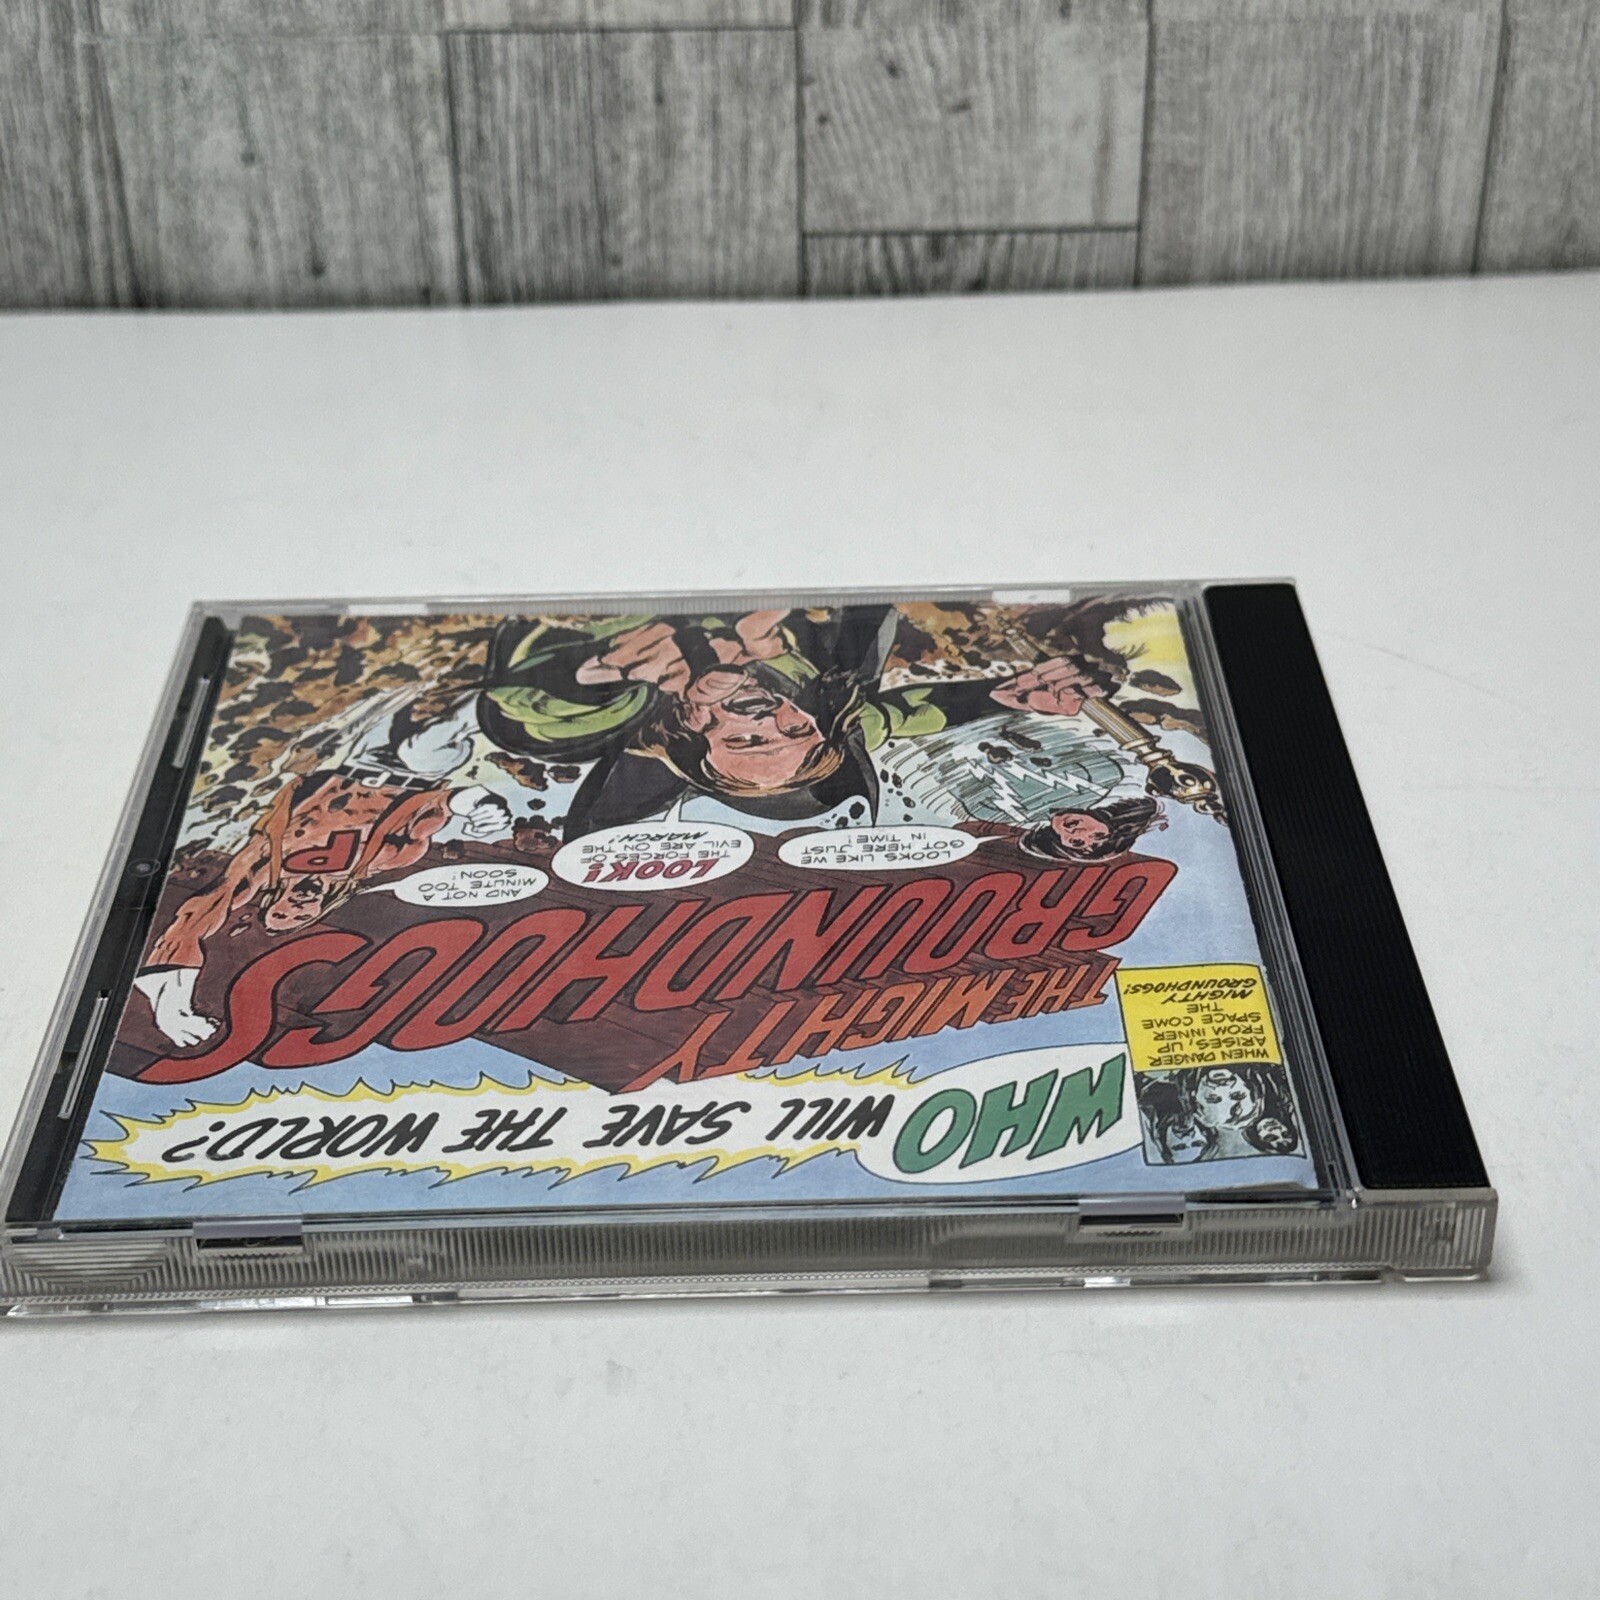 WHO WILL SAVE THE WORLD?
WHEN DANGER
ARISES, UP
FROM INNER
SPACE COME
THE
MIGHTY
GROUNDHOGS!
THE MIGHTY
GROUNDHOGS
LOOKS LIKE WE
GOT HERE JUST
IN TIME!
LOOK!
THE FORCES OF
EVIL ARE ON THE
MARCH!
AND NOT A
MINUTE TOO
SOON!
P
P